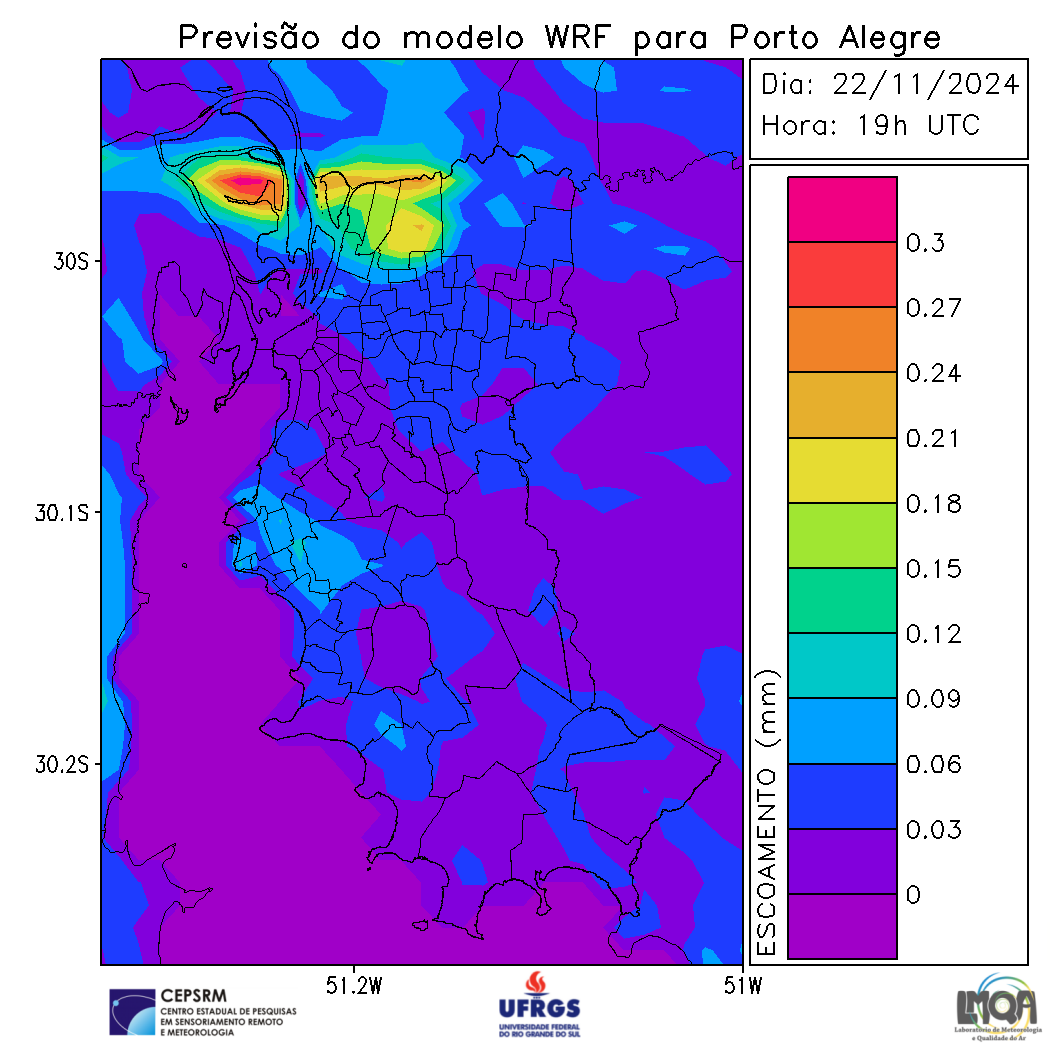 Previsão do modelo WRF para Porto Alegre
Dia: 22/11/2024
Hora: 19h UTC
30S
30.1S
30.2S
51.2W
51W
ESCOAMENTO (mm)
0.3
0.27
0.24
0.21
0.18
0.15
0.12
0.09
0.06
0.03
0
CEPSRM
CENTRO ESTADUAL DE PESQUISAS
EM SENSORIAMENTO REMOTO
E METEOROLOGIA
UFRGS
UNIVERSIDADE FEDERAL
DO RIO GRANDE DO SUL
LMQA
Laboratório de Meteorologia
e Qualidade do Ar